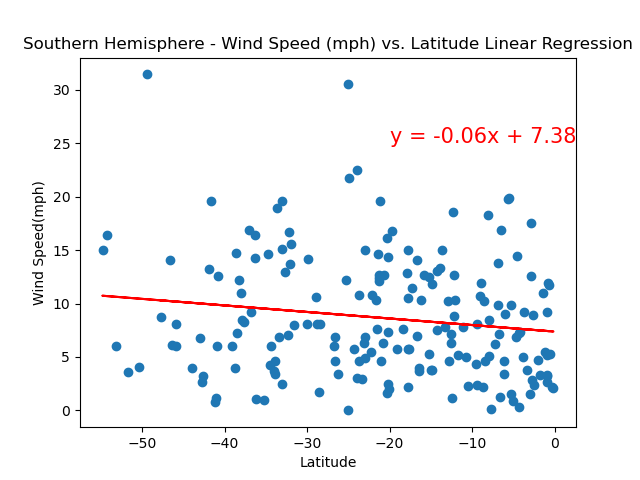 Southern Hemisphere - Wind Speed (mph) vs. Latitude Linear Regression
30
y = -0.06x + 7.38
25
20
15
10
5
0
Wind Speed(mph)
−50 −40 −30 −20 −10 0
Latitude